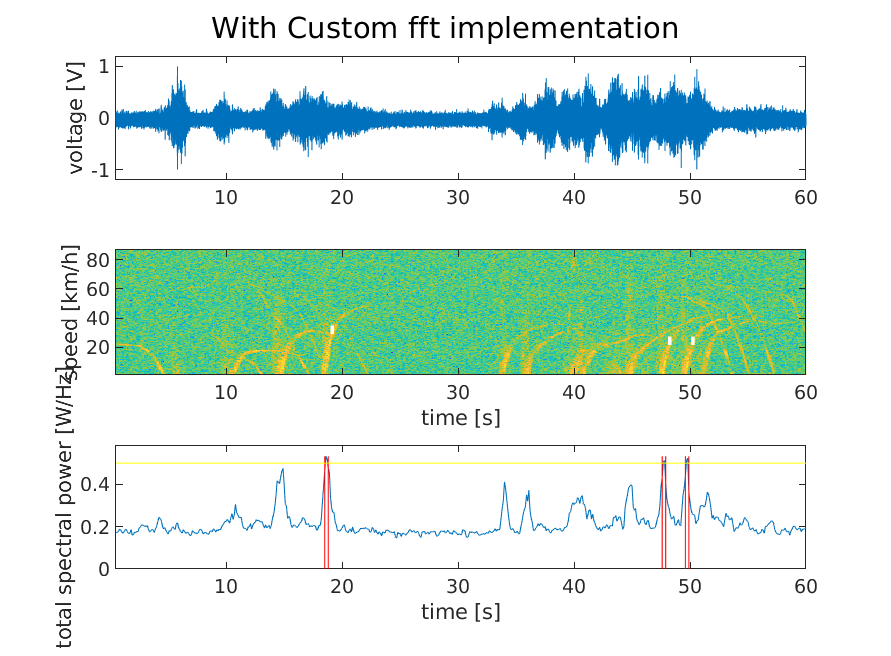 With Custom fft implementation
voltage [V]
1
0
-1
10 20 30 40 50 60
speed [km/h]
80
60
40
20
10 20 30 40 50 60
time [s]
total spectral power [W/Hz]
0.4
0.2
0
10 20 30 40 50 60
time [s]